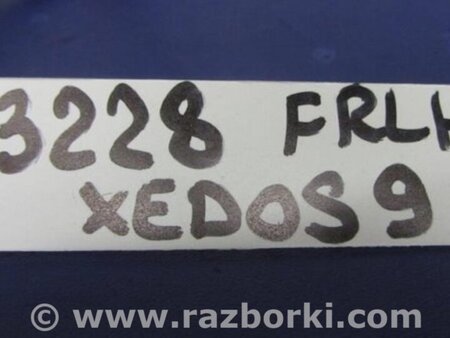 3228 FRLH
XEDOS 9
© www.razborki.com